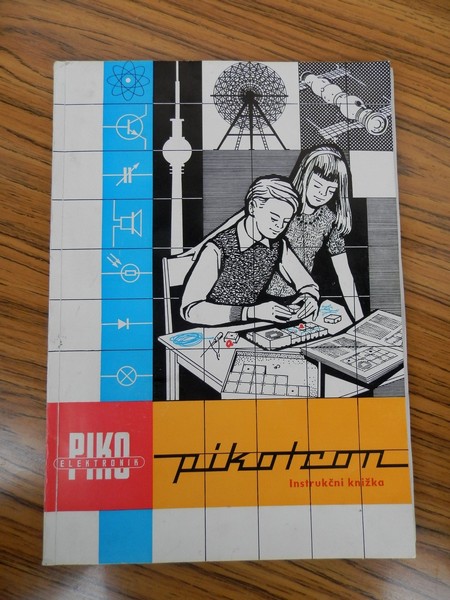 PIKO
ELEKTRONIK
pikotron
Instrukční knížka